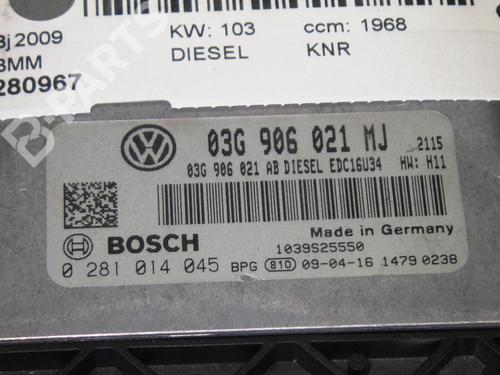 Bj 2009
KW: 103
ccm: 1968
BMM
DIESEL
KNR
280967
B-PARTS
03G 906 021 MJ
2115
03G 906 021 AB DIESEL EDC16U34 HW: H11
Made in Germany
BOSCH
1039S25550
0 281 014 045 BPG 810 09-04-16 1479 0238